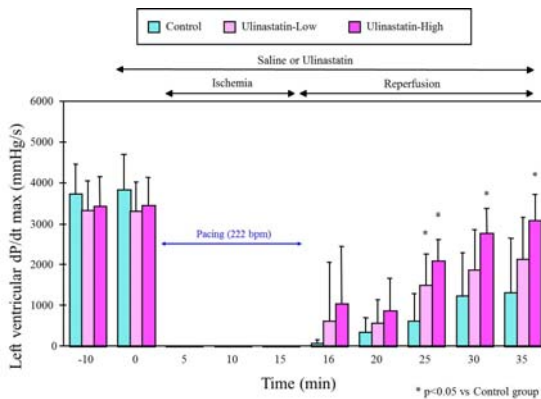 Control Ulinastatin-Low Ulinastatin-High
Saline or Ulinastatin
Ischemia Reperfusion
Left ventricular dP/dt max (mmHg/s)
6000
5000
4000
3000
2000
1000
0
Pacing (222 bpm)
* * * *
-10 0 5 10 15 16 20 25 30 35
Time (min)
* p<0.05 vs Control group